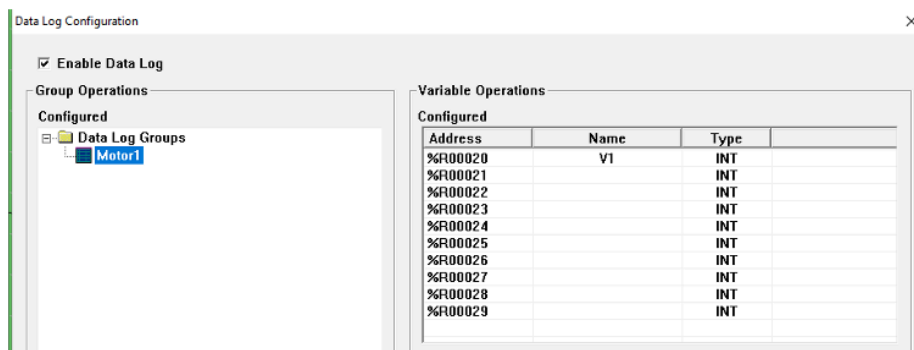 Data Log Configuration
Enable Data Log
Group Operations
Configured
Data Log Groups
Motor1
Variable Operations
Configured
Address Name Type
%R00020 V1 INT
%R00021 INT
%R00022 INT
%R00023 INT
%R00024 INT
%R00025 INT
%R00026 INT
%R00027 INT
%R00028 INT
%R00029 INT